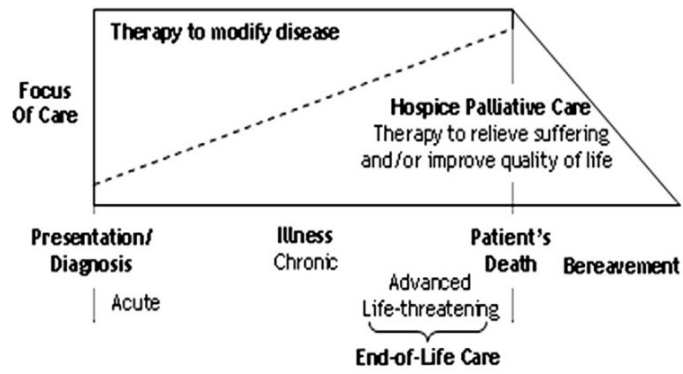 Therapy to modify disease
Focus
Of Care
Hospice Palliative Care
Therapy to relieve suffering
and/or improve quality of life
Presentation/
Diagnosis
Acute
Illness
Chronic
Advanced
Life-threatening
End-of-Life Care
Patient's
Death
Bereavement